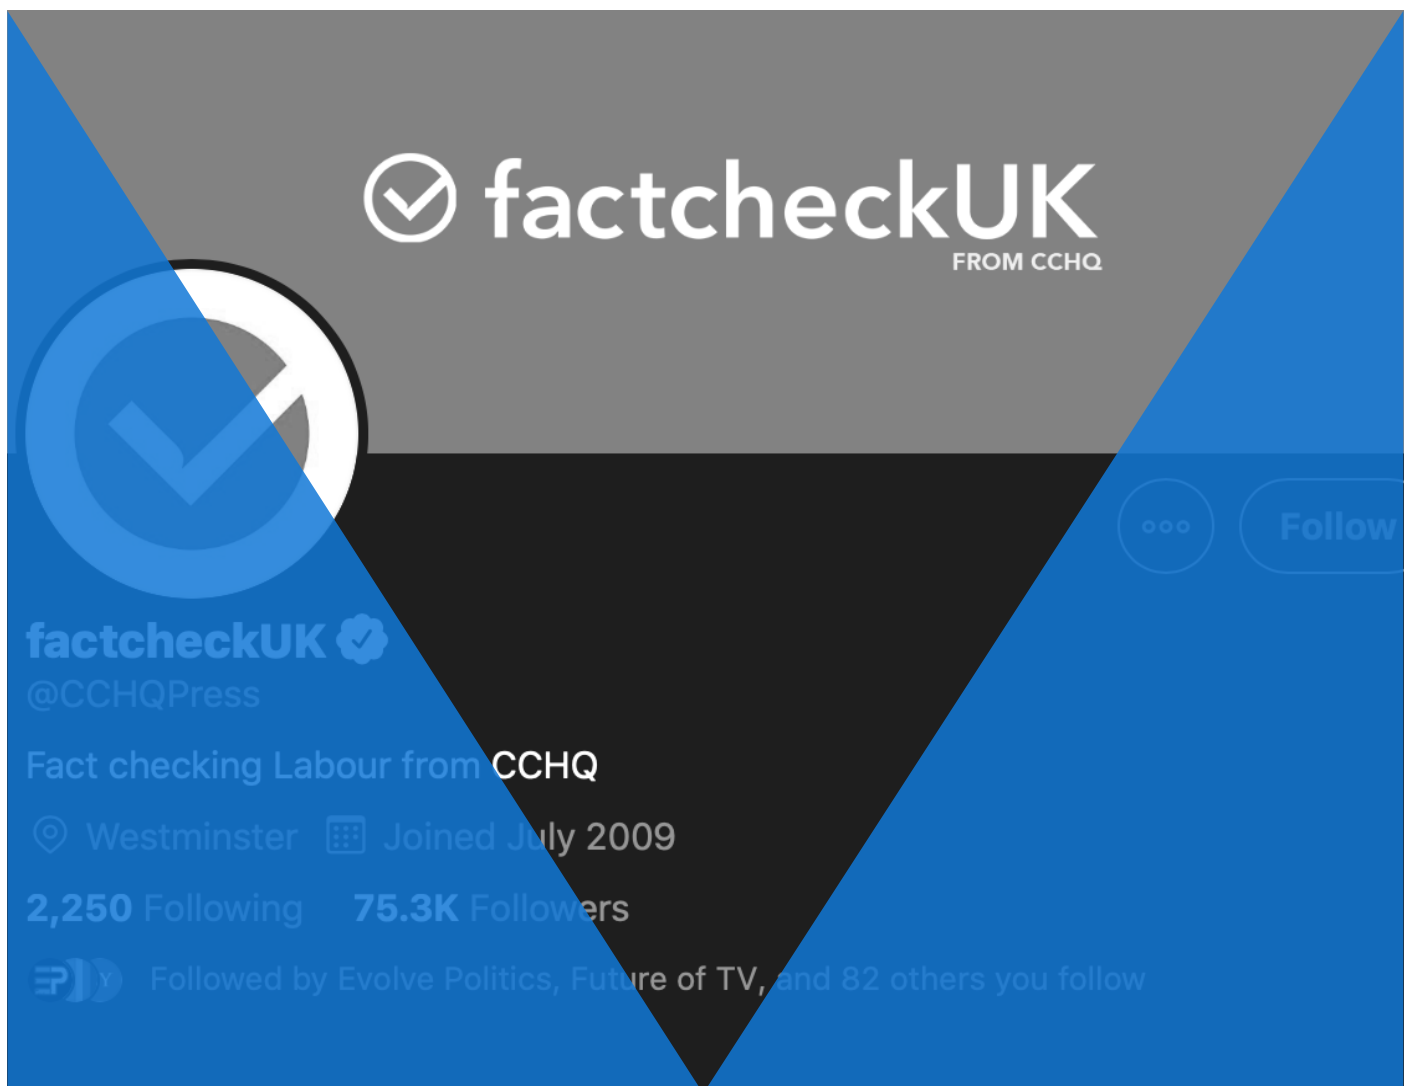 factcheckUK
FROM CCHQ
Follow
factcheckUK
@CCHQPress
Fact checking Labour from CCHQ
Westminster Joined July 2009
2,250 Following 75.3K Followers
EP Y Followed by Evolve Politics, Future of TV, and 82 others you follow